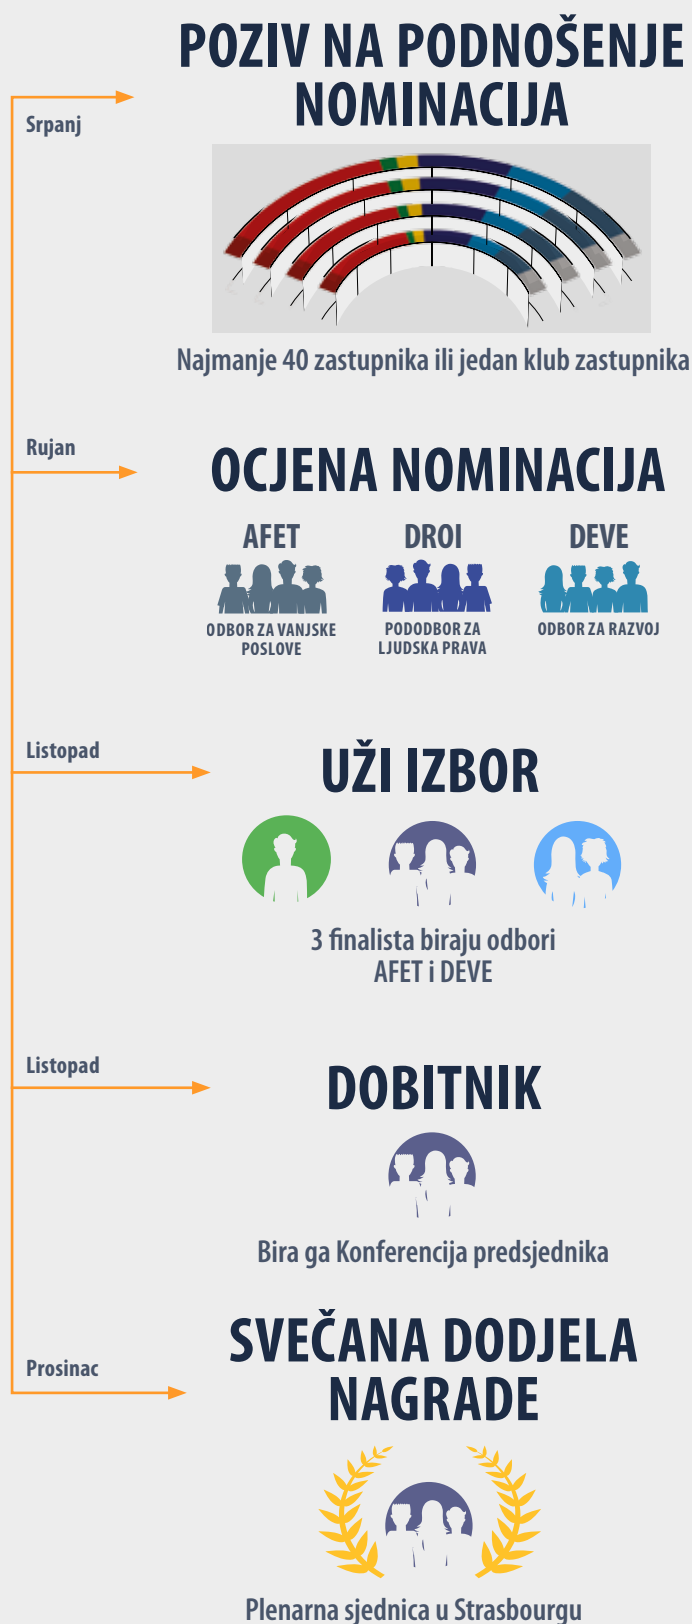 POZIV NA PODNOŠENJE
NOMINACIJA
Srpanj
Najmanje 40 zastupnika ili jedan klub zastupnika
Rujan
OCJENA NOMINACIJA
AFET
DROI
DEVE
ODBOR ZA VANJSKE
POSLOVE
PODODBOR ZA
LJUDSKA PRAVA
ODBOR ZA RAZVOJ
Listopad
UŽI IZBOR
3 finalista biraju odbori
AFET i DEVE
Listopad
DOBITNIK
Bira ga Konferencija predsjednika
SVEČANA DODJELA
NAGRADE
Prosinac
Plenarna sjednica u Strasbourgu